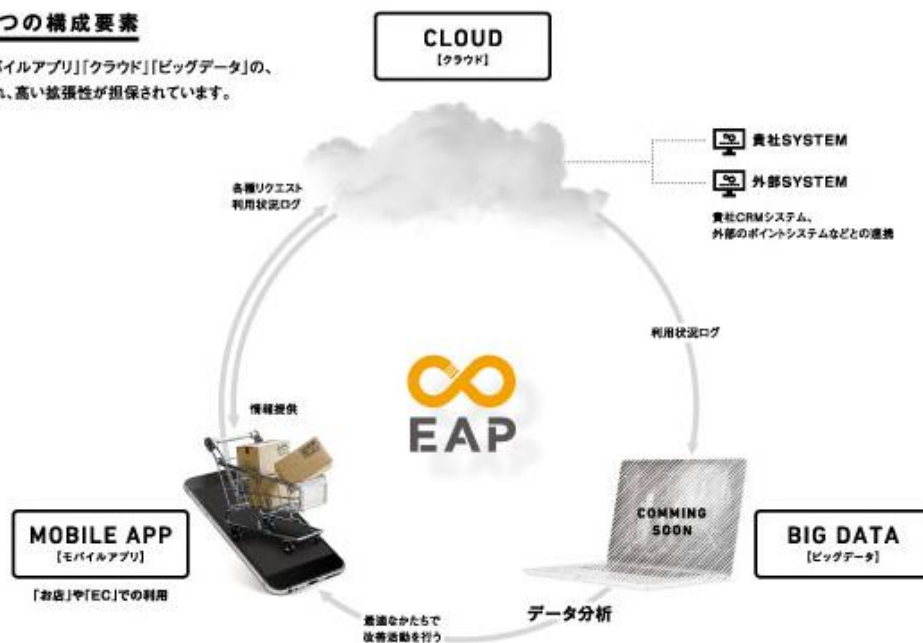 つの構成要素
バイルアプリ」「クラウド」「ビッグデータ」の、
れ、高い拡張性が担保されています。
CLOUD
【クラウド】
貴社SYSTEM
外部SYSTEM
貴社CRMシステム、
外部のポイントシステムなどとの連携
各種リクエスト
利用状況ログ
利用状況ログ
情報提供
EAP
MOBILE APP
【モバイルアプリ】
「お店」や「EC」での利用
COMMING
SOON
BIG DATA
【ビッグデータ】
データ分析
最適なかたちで
改善活動を行う